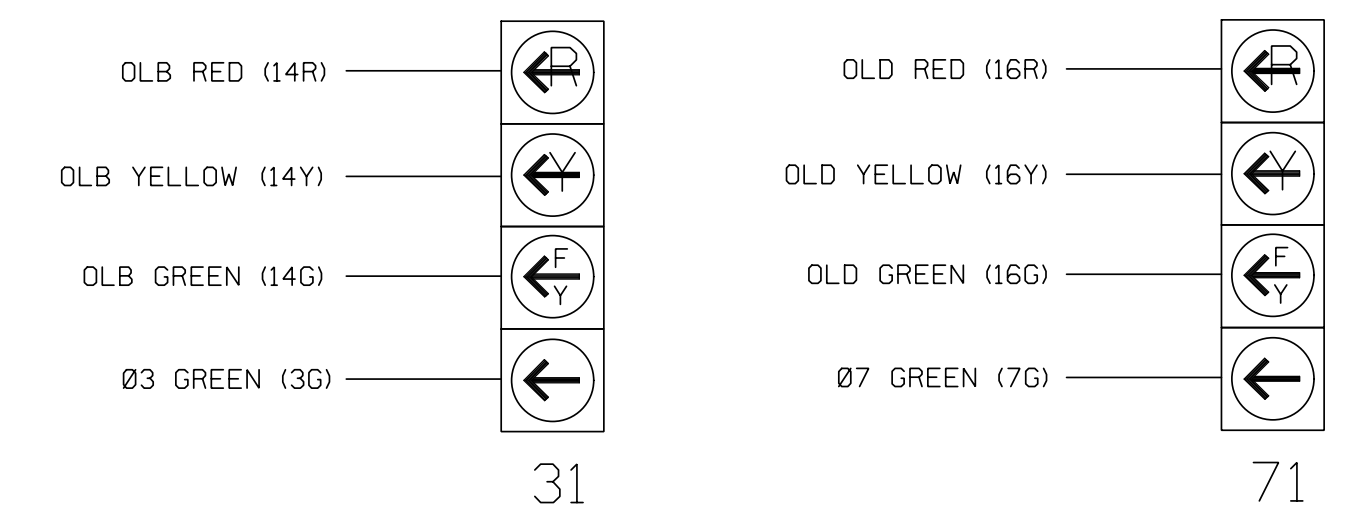 OLB RED (14R)
R
OLB YELLOW (14Y)
Y
OLB GREEN (14G)
F
Y
Ø3 GREEN (3G)
31
OLD RED (16R)
R
OLD YELLOW (16Y)
Y
OLD GREEN (16G)
F
Y
Ø7 GREEN (7G)
71